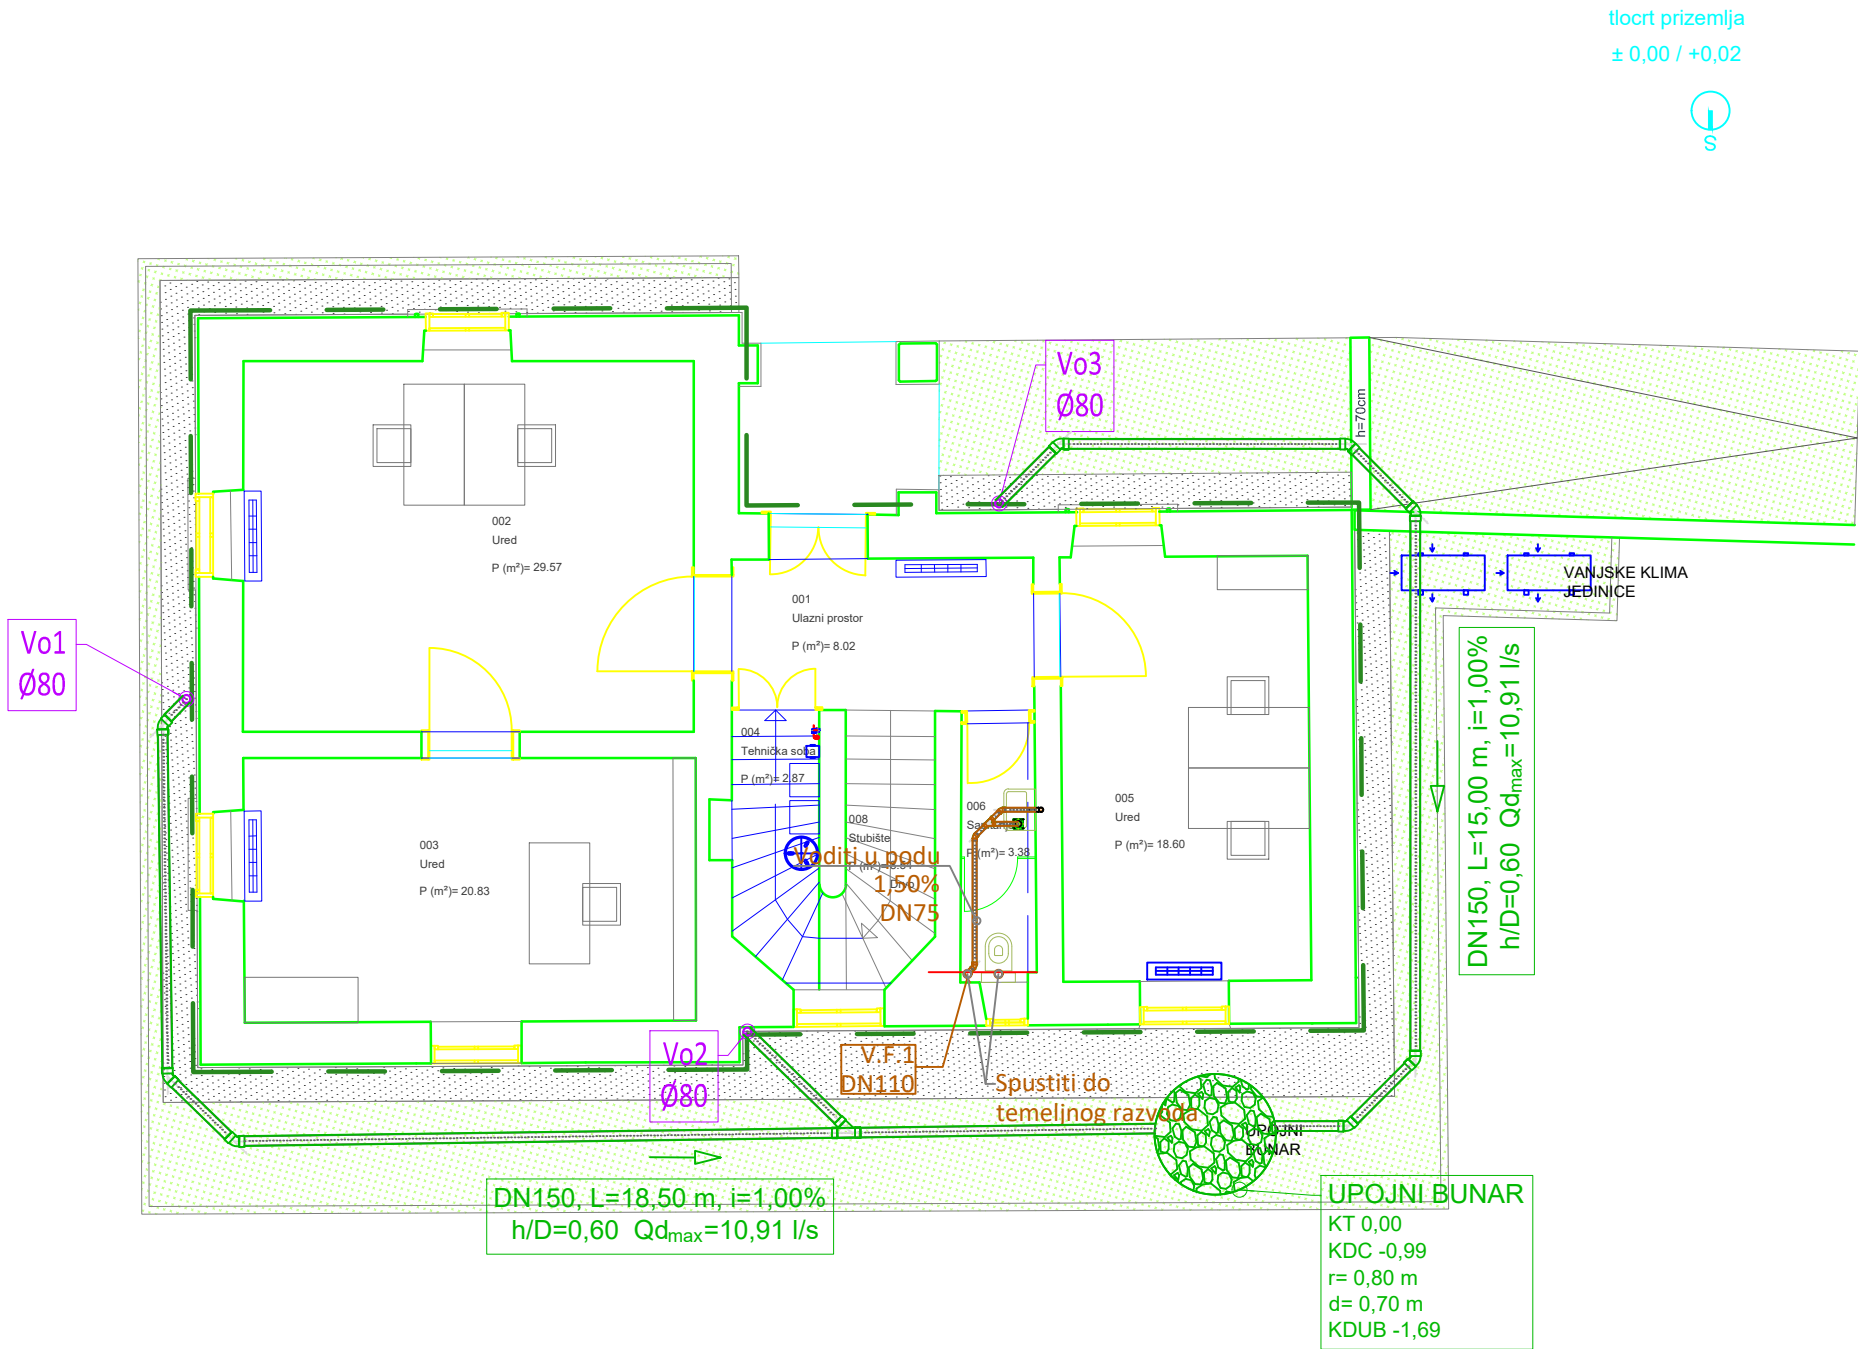 tlocrt prizemlja
± 0,00 / +0,02
S
Vo3
Ø80
h=70cm
002
Ured
P (m²)= 29.57
VANJSKE KLIMA
JEDINICE
001
Ulazni prostor
P (m²)= 8.02
Vo1
Ø80
DN150, L=15,00 m, i=1,00%
h/D=0,60 Qdmax=10,91 l/s
004
Tehnička soba
P (m²)= 2.87
008
Stubište
006
P (m²)= 3.38
005
Ured
P (m²)= 18.60
003
Ured
P (m²)= 20.83
Voditi u podu
1,50%
DN75
Vo2
Ø80
V.F.1
DN110
Spustiti do
temeljnog razvoda
UPOJNI
BUNAR
DN150, L=18,50 m, i=1,00%
h/D=0,60 Qdmax=10,91 l/s
UPOJNI BUNAR
KT 0,00
KDC -0,99
r= 0,80 m
d= 0,70 m
KDUB -1,69